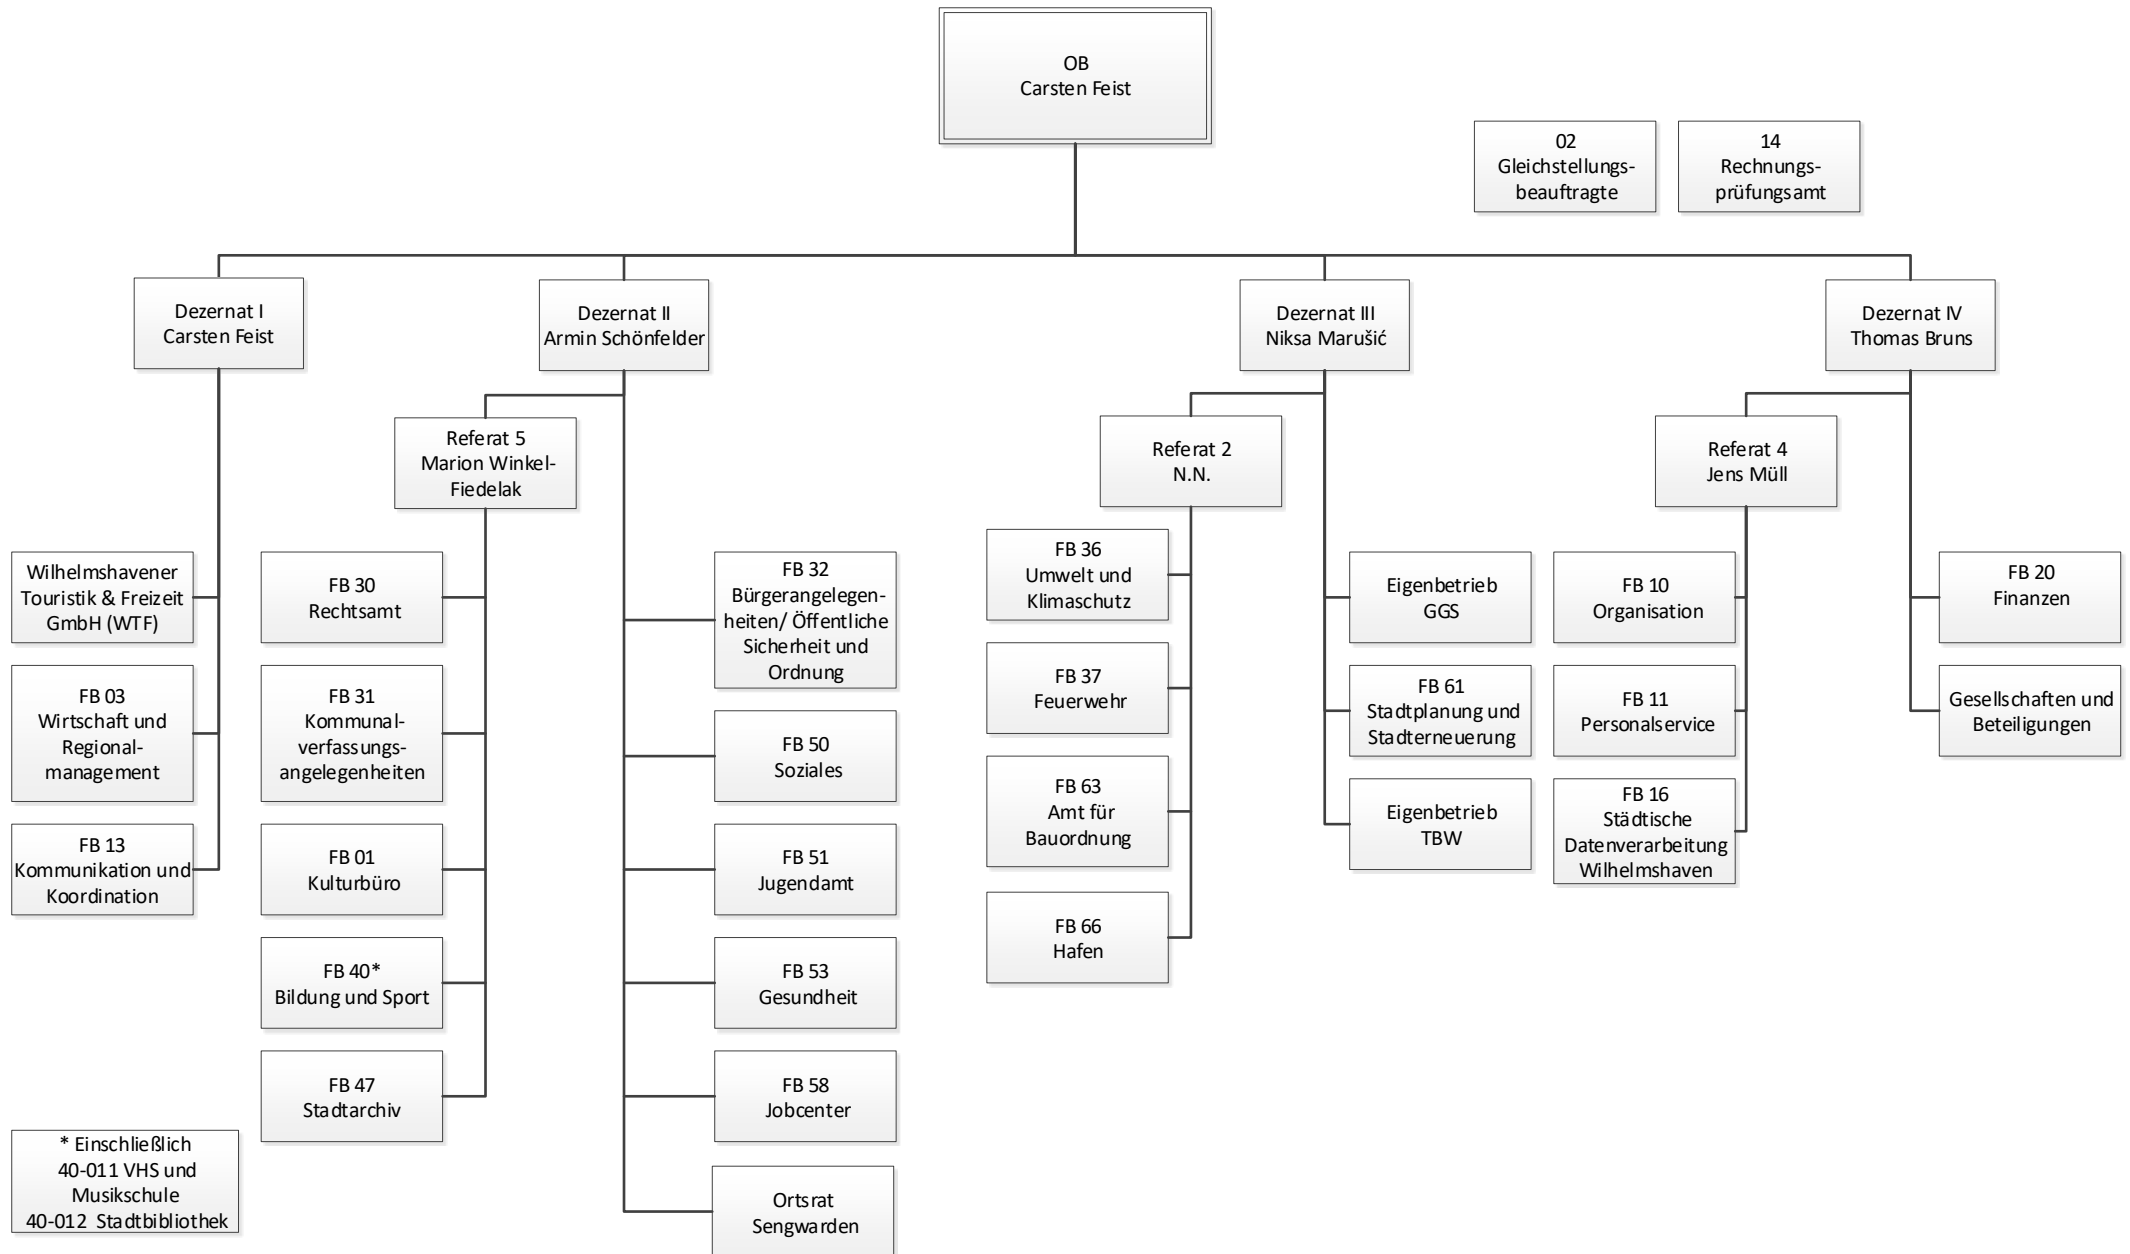 OB
Carsten Feist
02
Gleichstellungs-
beauftragte
14
Rechnungs-
prüfungsamt
Dezernat I
Carsten Feist
Dezernat II
Armin Schönfelder
Dezernat III
Niksa Marušić
Dezernat IV
Thomas Bruns
Referat 5
Marion Winkel-
Fiedelak
Referat 2
N.N.
Referat 4
Jens Müll
Wilhelmshavener
Touristik & Freizeit
GmbH (WTF)
FB 03
Wirtschaft und
Regional-
management
FB 13
Kommunikation und
Koordination
FB 30
Rechtsamt
FB 31
Kommunal-
verfassungs-
angelegenheiten
FB 01
Kulturbüro
FB 40*
Bildung und Sport
FB 47
Stadtarchiv
FB 32
Bürgerangelegen-
heiten/ Öffentliche
Sicherheit und
Ordnung
FB 50
Soziales
FB 51
Jugendamt
FB 53
Gesundheit
FB 58
Jobcenter
Ortsrat
Sengwarden
FB 36
Umwelt und
Klimaschutz
FB 37
Feuerwehr
FB 63
Amt für
Bauordnung
FB 66
Hafen
Eigenbetrieb
GGS
FB 61
Stadtplanung und
Stadterneuerung
Eigenbetrieb
TBW
FB 10
Organisation
FB 11
Personalservice
FB 16
Städtische
Datenverarbeitung
Wilhelmshaven
FB 20
Finanzen
Gesellschaften und
Beteiligungen
* Einschließlich
40-011 VHS und
Musikschule
40-012 Stadtbibliothek